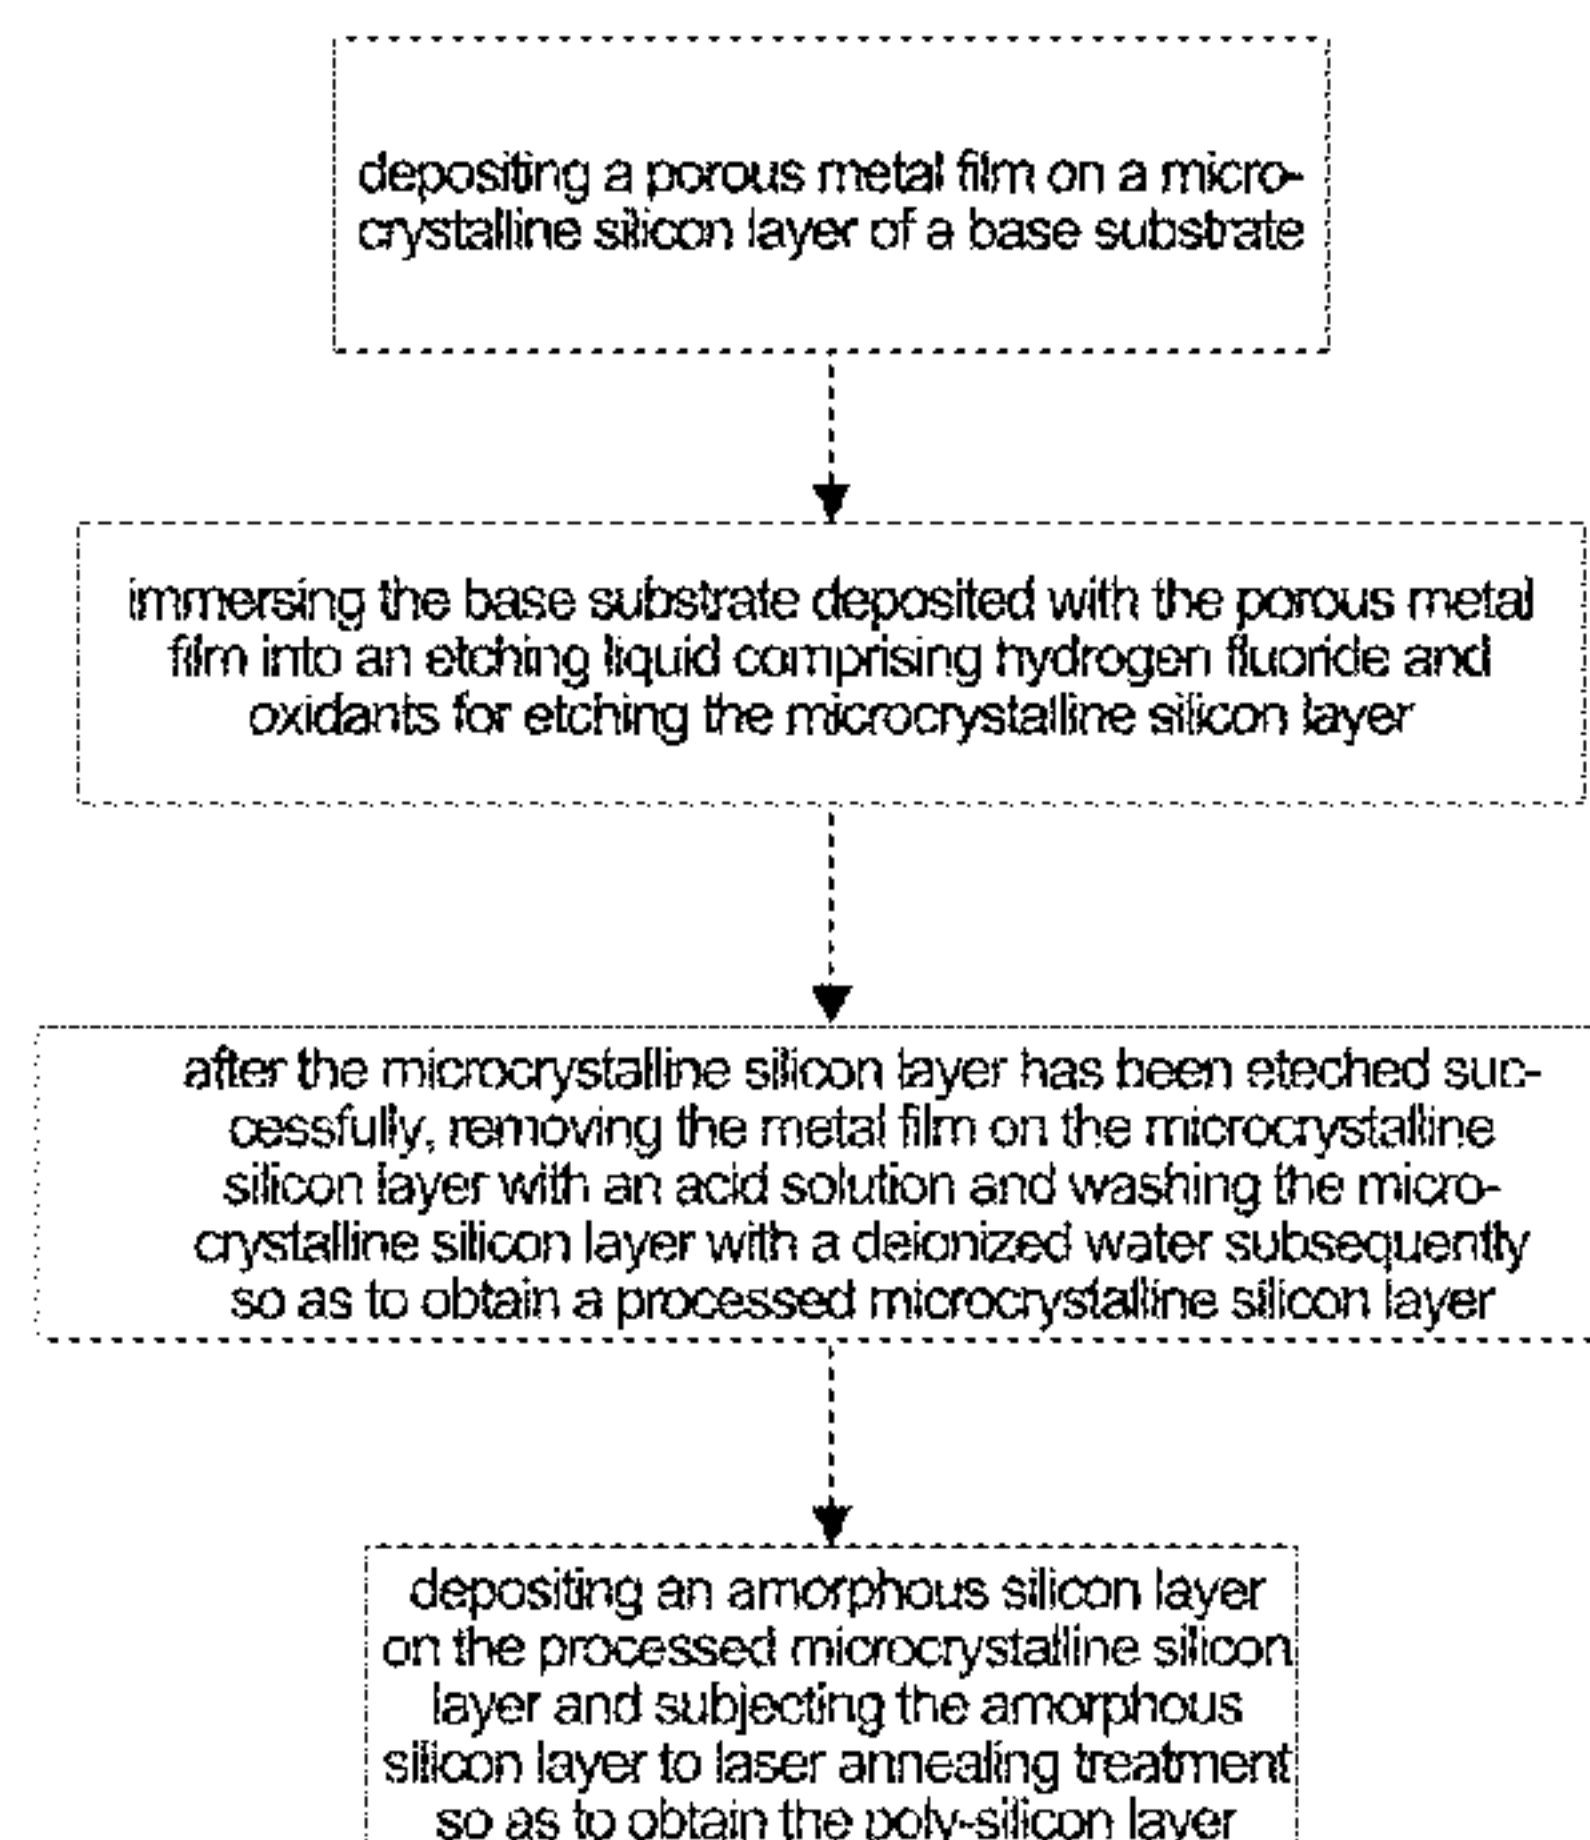 depositing a porous metal film on a micro-
crystalline silicon layer of a base substrate
immersing the base substrate deposited with the porous metal
film into an etching liquid comprising hydrogen fluoride and
oxidants for etching the microcrystalline silicon layer
after the microcrystalline silicon layer has been eteched suc-
cessfully, removing the metal film on the microcrystalline
silicon layer with an acid solution and washing the micro-
crystalline silicon layer with a deionized water subsequently
so as to obtain a processed microcrystalline silicon layer
depositing an amorphous silicon layer
on the processed microcrystalline silicon
layer and subjecting the amorphous
silicon layer to laser annealing treatment
so as to obtain the poly-silicon layer